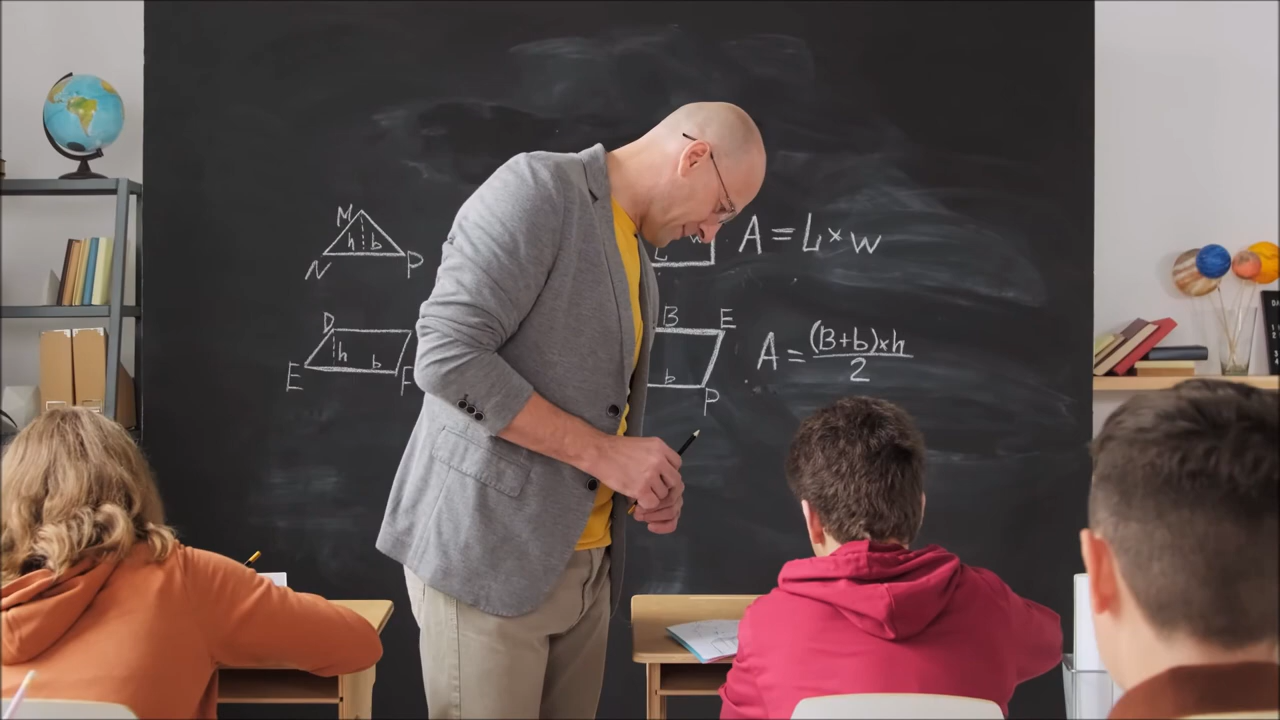 M
h b
N P
L w
A = L × w
D
h b
E F
B E
b
P
A = (B+b)×h / 2